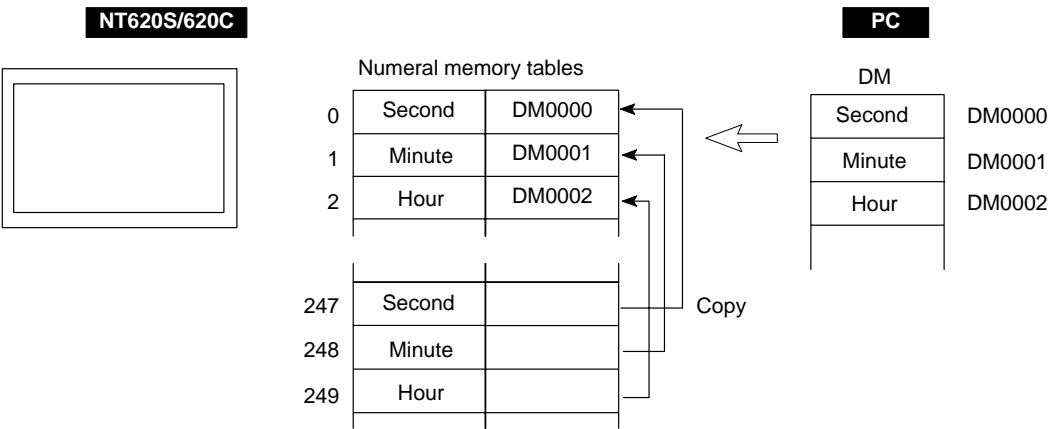 NT620S/620C
PC
Numeral memory tables
DM
0 Second DM0000
Second DM0000
1 Minute DM0001
Minute DM0001
2 Hour DM0002
Hour DM0002
247 Second
Copy
248 Minute
249 Hour